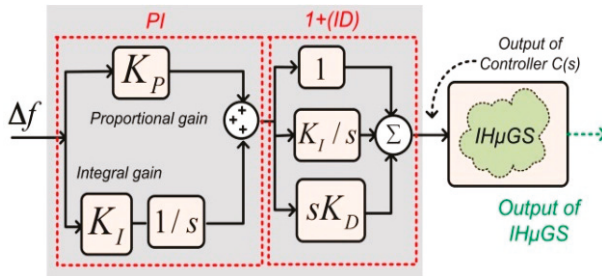 PI
1+(ID)
Δf
K_P
Proportional gain
Integral gain
K_I
1/s
+
+
+
+
1
K_I/s
sK_D
Σ
Output of
Controller C(s)
IHμGS
Output of
IHμGS